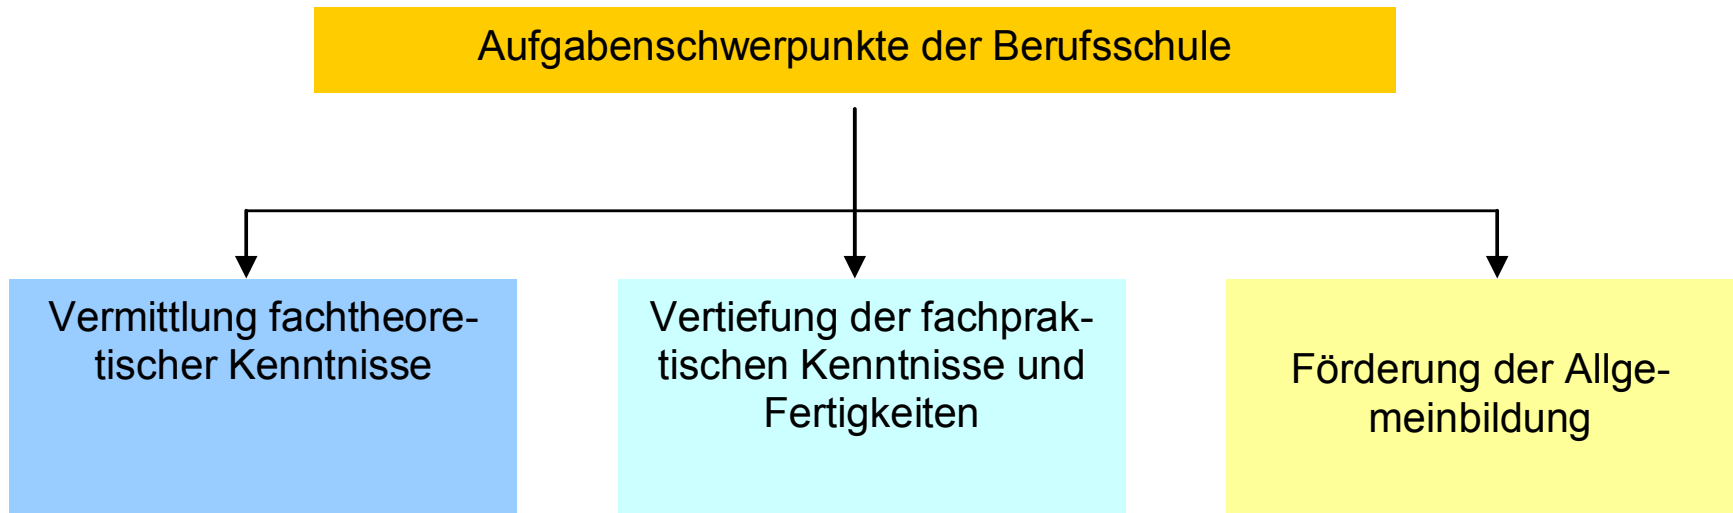 Aufgabenschwerpunkte der Berufsschule
Vermittlung fachtheore-
tischer Kenntnisse
Vertiefung der fachprak-
tischen Kenntnisse und
Fertigkeiten
Förderung der Allge-
meinbildung